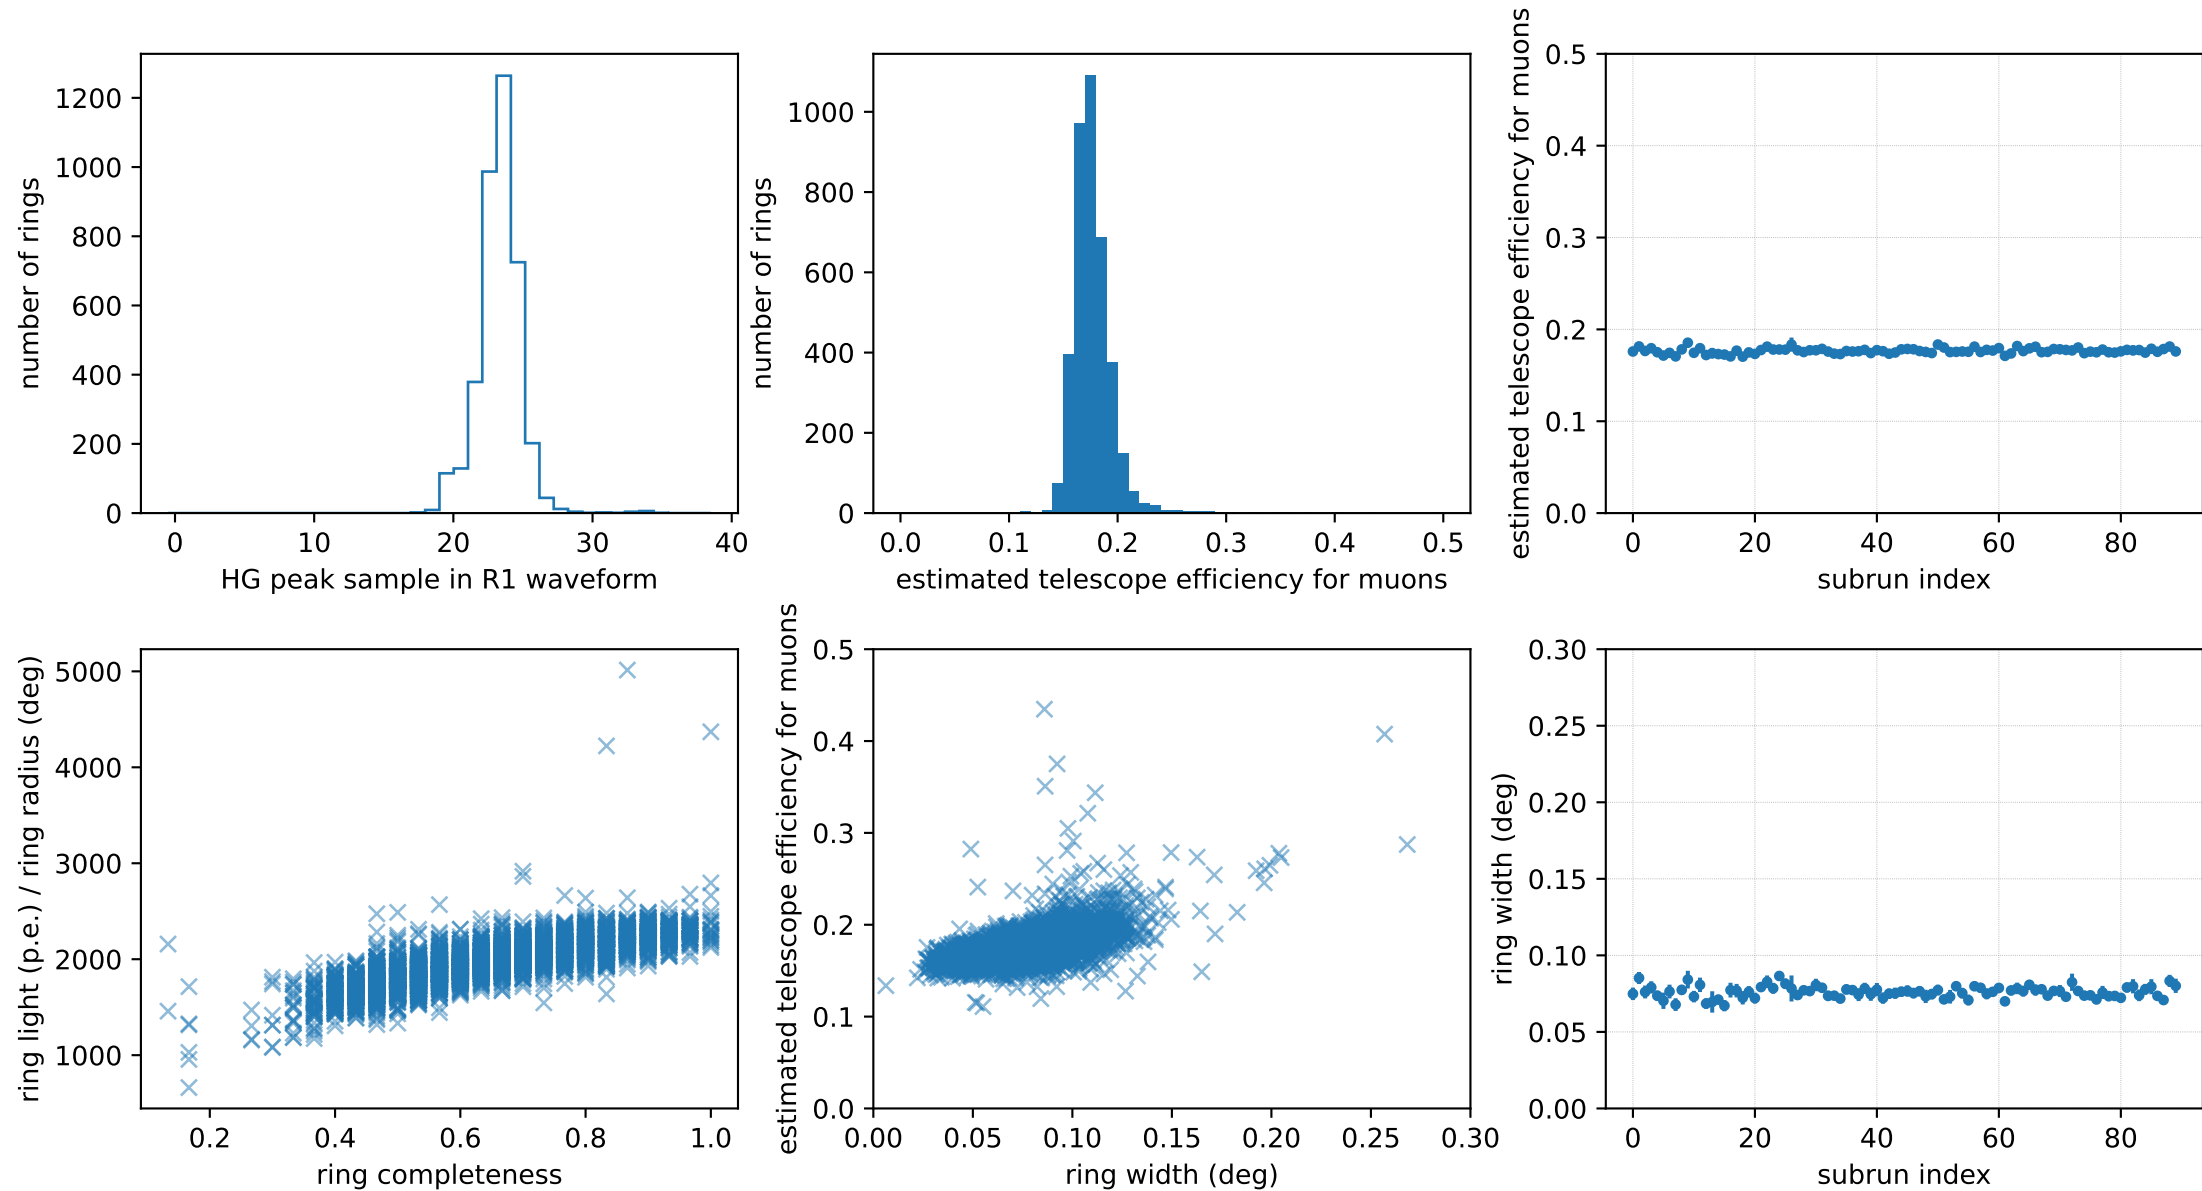 number of rings
1200
1000
800
600
400
200
0
0 10 20 30 40
HG peak sample in R1 waveform
number of rings
1000
800
600
400
200
0
0.0 0.1 0.2 0.3 0.4 0.5
estimated telescope efficiency for muons
estimated telescope efficiency for muons
0.5
0.4
0.3
0.2
0.1
0.0
0 20 40 60 80
subrun index
ring light (p.e.) / ring radius (deg)
5000
4000
3000
2000
1000
0.2 0.4 0.6 0.8 1.0
ring completeness
estimated telescope efficiency for muons
0.5
0.4
0.3
0.2
0.1
0.0
0.00 0.05 0.10 0.15 0.20 0.25 0.30
ring width (deg)
ring width (deg)
0.30
0.25
0.20
0.15
0.10
0.05
0.00
0 20 40 60 80
subrun index